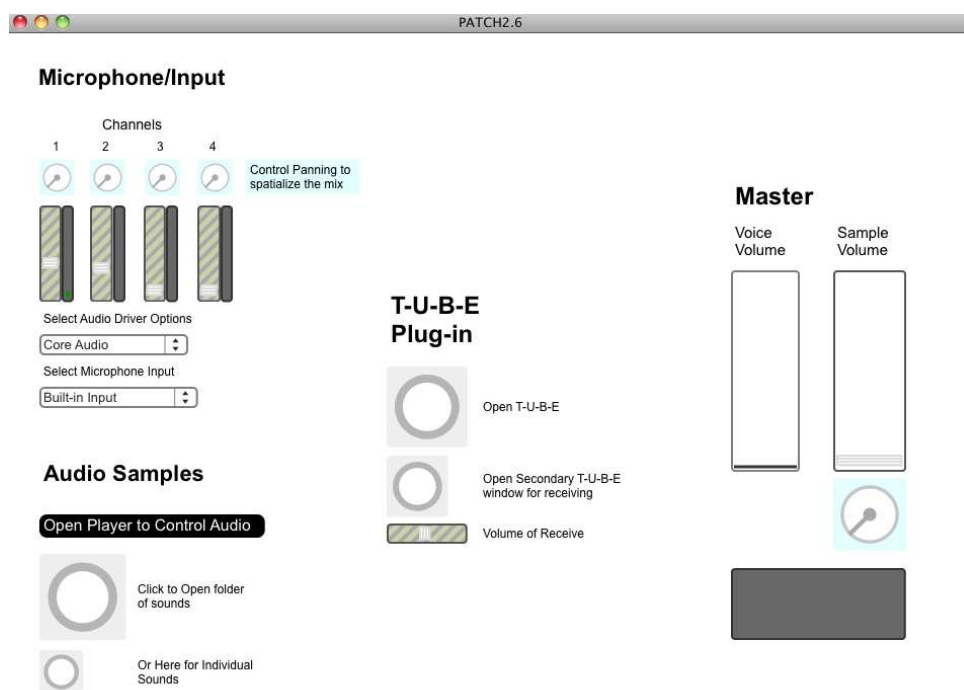 PATCH2.6
Microphone/Input
Channels
1 2 3 4
Control Panning to
spatialize the mix
Select Audio Driver Options
Core Audio
Select Microphone Input
Built-in Input
Audio Samples
Open Player to Control Audio
Click to Open folder
of sounds
Or Here for Individual
Sounds
T-U-B-E
Plug-in
Open T-U-B-E
Open Secondary T-U-B-E
window for receiving
Volume of Receive
Master
Voice
Volume
Sample
Volume